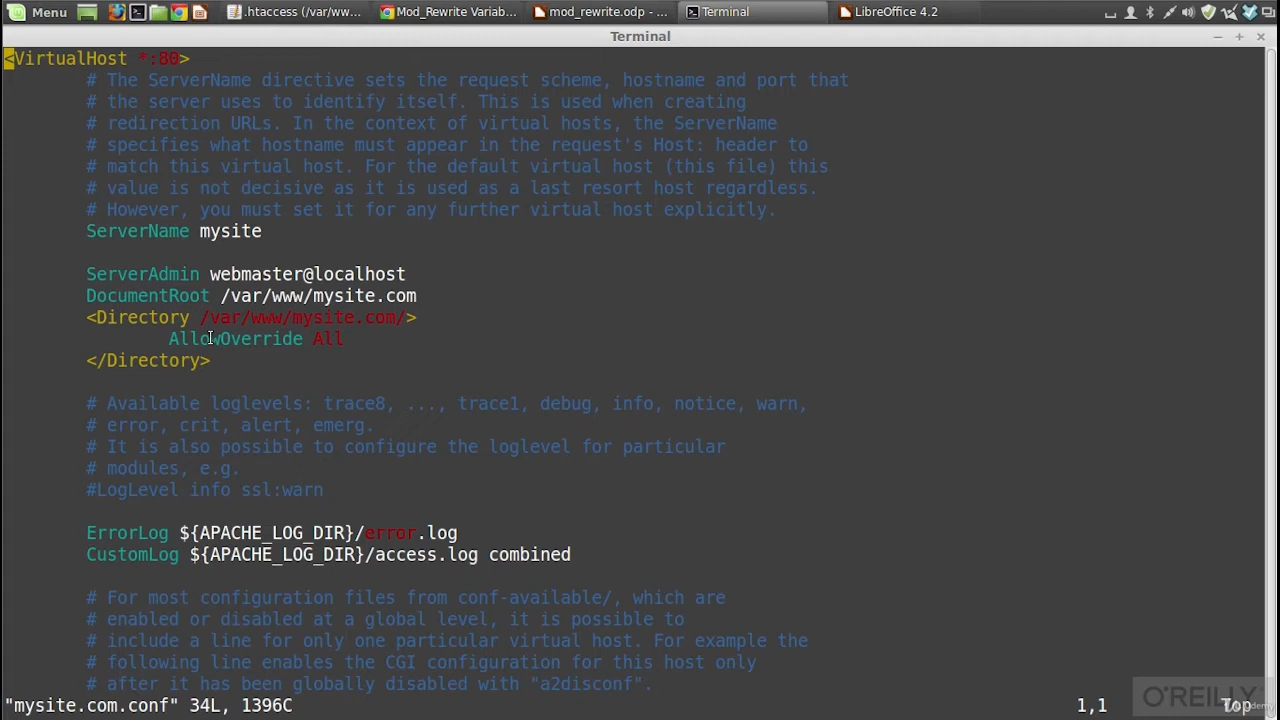 Menu
.htaccess (/var/ww...
Mod_Rewrite Variab...
mod_rewrite.odp - ...
Terminal
LibreOffice 4.2
Terminal
<VirtualHost *:80>
# The ServerName directive sets the request scheme, hostname and port that
# the server uses to identify itself. This is used when creating
# redirection URLs. In the context of virtual hosts, the ServerName
# specifies what hostname must appear in the request's Host: header to
# match this virtual host. For the default virtual host (this file) this
# value is not decisive as it is used as a last resort host regardless.
# However, you must set it for any further virtual host explicitly.
ServerName mysite
ServerAdmin webmaster@localhost
DocumentRoot /var/www/mysite.com
<Directory /var/www/mysite.com/>
AllowOverride All
</Directory>
# Available loglevels: trace8, ..., trace1, debug, info, notice, warn,
# error, crit, alert, emerg.
# It is also possible to configure the loglevel for particular
# modules, e.g.
#LogLevel info ssl:warn
ErrorLog ${APACHE_LOG_DIR}/error.log
CustomLog ${APACHE_LOG_DIR}/access.log combined
# For most configuration files from conf-available/, which are
# enabled or disabled at a global level, it is possible to
# include a line for only one particular virtual host. For example the
# following line enables the CGI configuration for this host only
# after it has been globally disabled with "a2disconf".
"mysite.com.conf" 34L, 1396C
1,1
Top
O'REILLY